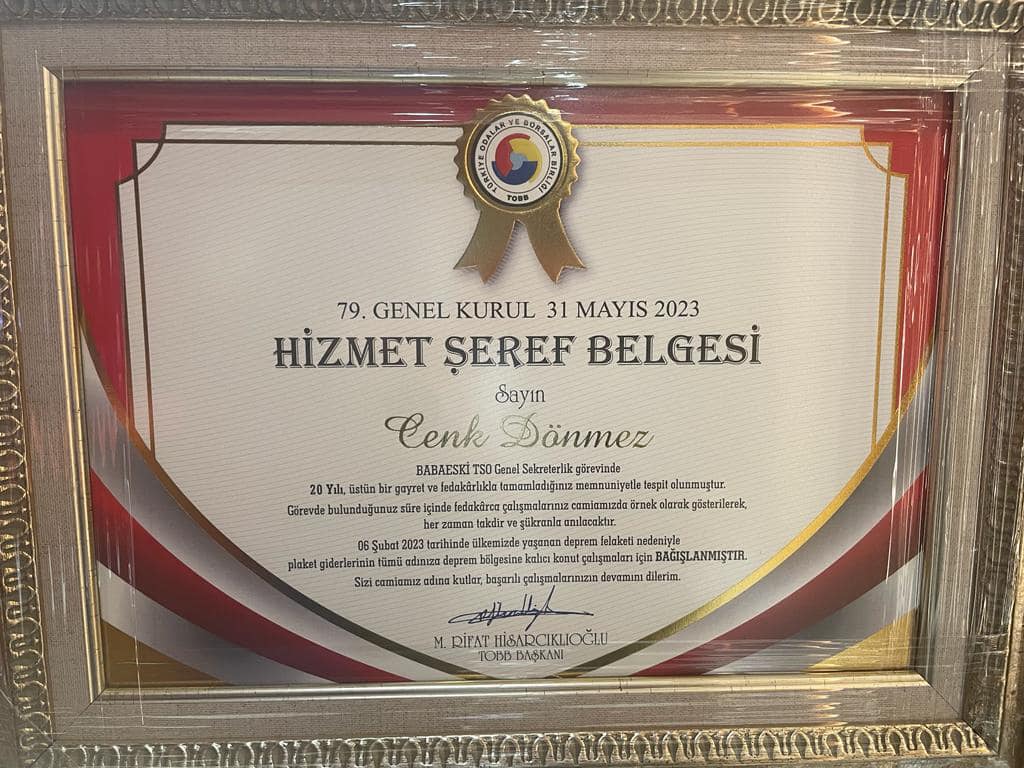 TÜRKİYE ODALAR VE BORSALAR BİRLİĞİ
TOBB
79. GENEL KURUL 31 MAYIS 2023
HİZMET ŞEREF BELGESİ
Sayın
Cenk Dönmez
BABAESKİ TSO Genel Sekreterlik görevinde
20 Yılı, üstün bir gayret ve fedakârlıkla tamamladığınız memnuniyetle tespit olunmuştur.
Görevde bulunduğunuz süre içinde fedakârca çalışmalarınız camiamızda örnek olarak gösterilerek,
her zaman takdir ve şükranla anılacaktır.
06 Şubat 2023 tarihinde ülkemizde yaşanan deprem felaketi nedeniyle
plaket giderlerinin tümü adınıza deprem bölgesine kalıcı konut çalışmaları için BAĞIŞLANMIŞTIR.
Sizi camiamız adına kutlar, başarılı çalışmalarınızın devamını dilerim.
M. RİFAT HİSARCIKLIOĞLU
TOBB BAŞKANI